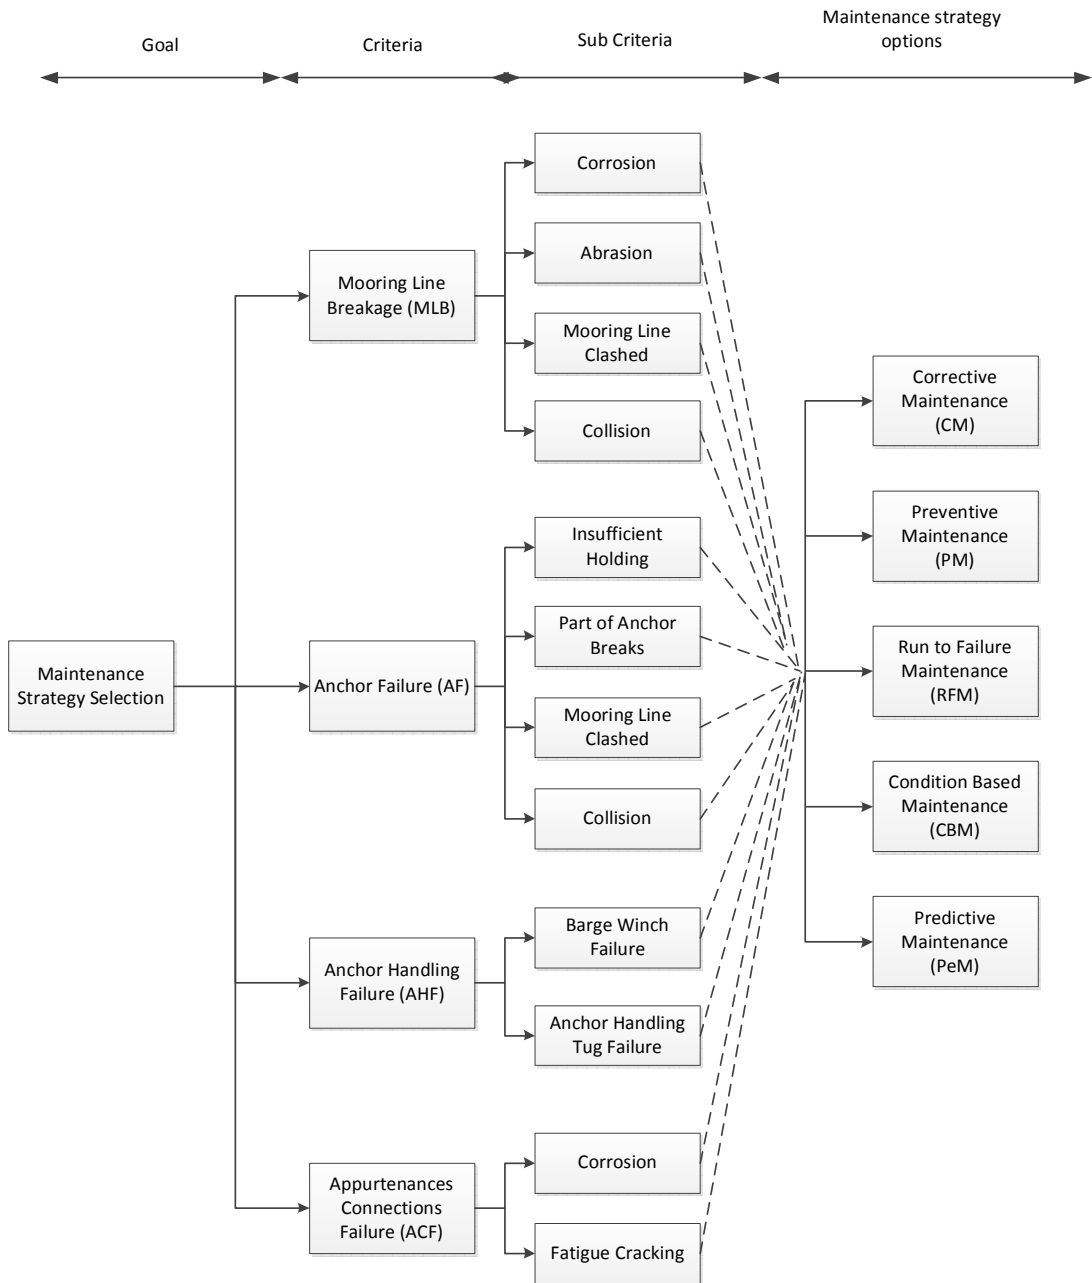 Goal
Criteria
Sub Criteria
Maintenance strategy
options
Maintenance
Strategy Selection
Mooring Line
Breakage (MLB)
Anchor Failure (AF)
Anchor Handling
Failure (AHF)
Appurtenances
Connections
Failure (ACF)
Corrosion
Abrasion
Mooring Line
Clashed
Collision
Insufficient
Holding
Part of Anchor
Breaks
Mooring Line
Clashed
Collision
Barge Winch
Failure
Anchor Handling
Tug Failure
Corrosion
Fatigue Cracking
Corrective
Maintenance
(CM)
Preventive
Maintenance
(PM)
Run to Failure
Maintenance
(RFM)
Condition Based
Maintenance
(CBM)
Predictive
Maintenance
(PeM)